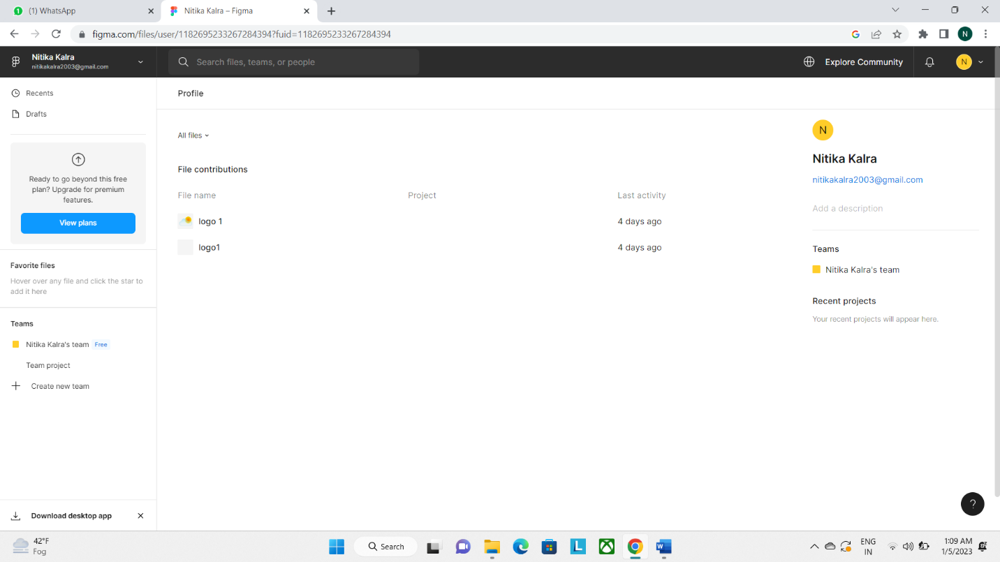 1
(1) WhatsApp
Nitika Kalra – Figma
figma.com/files/user/1182695233267284394?fuid=1182695233267284394
N
Nitika Kalra
nitikakalra2003@gmail.com
Search files, teams, or people
Explore Community
N
Recents
Drafts
Ready to go beyond this free
plan? Upgrade for premium
features.
View plans
Favorite files
Hover over any file and click the star to
add it here
Teams
Nitika Kalra's team Free
Team project
Create new team
Download desktop app
Profile
All files
File contributions
File name Project Last activity
logo 1 4 days ago
logo1 4 days ago
N
Nitika Kalra
nitikakalra2003@gmail.com
Add a description
Teams
Nitika Kalra's team
Recent projects
Your recent projects will appear here.
?
42°F
Fog
Search
L
W
ENG
IN
1:09 AM
1/5/2023